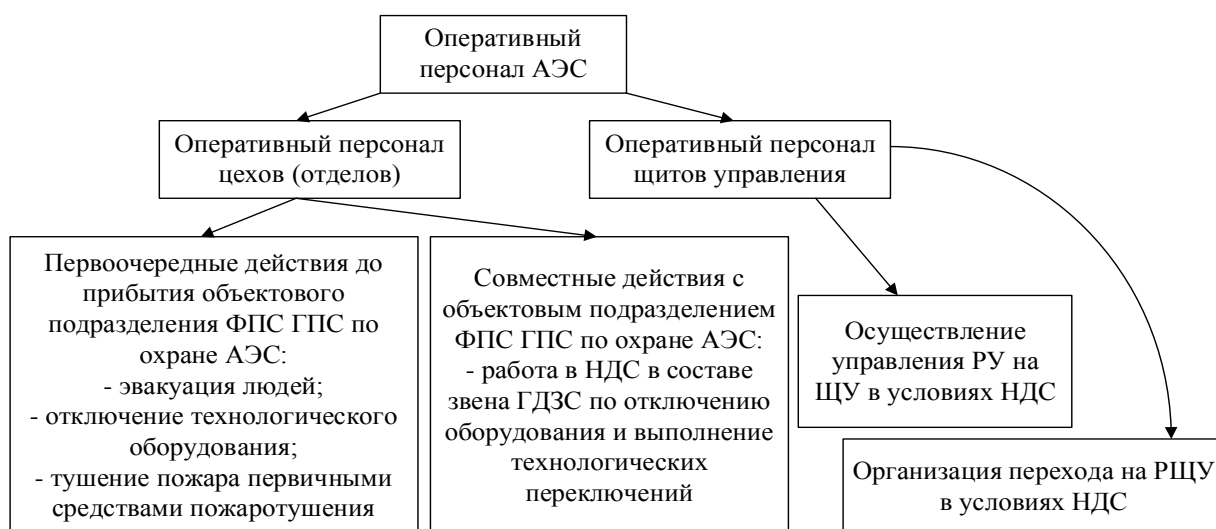 Оперативный
персонал АЭС
Оперативный персонал
цехов (отделов)
Оперативный персонал
щитов управления
Первоочередные действия до
прибытия объектового
подразделения ФПС ГПС по
охране АЭС:
- эвакуация людей;
- отключение технологического
оборудования;
- тушение пожара первичными
средствами пожаротушения
Совместные действия с
объектовым подразделением
ФПС ГПС по охране АЭС:
- работа в НДС в составе
звена ГДЗС по отключению
оборудования и выполнение
технологических
переключений
Осуществление
управления РУ на
ЩУ в условиях НДС
Организация перехода на РЩУ
в условиях НДС